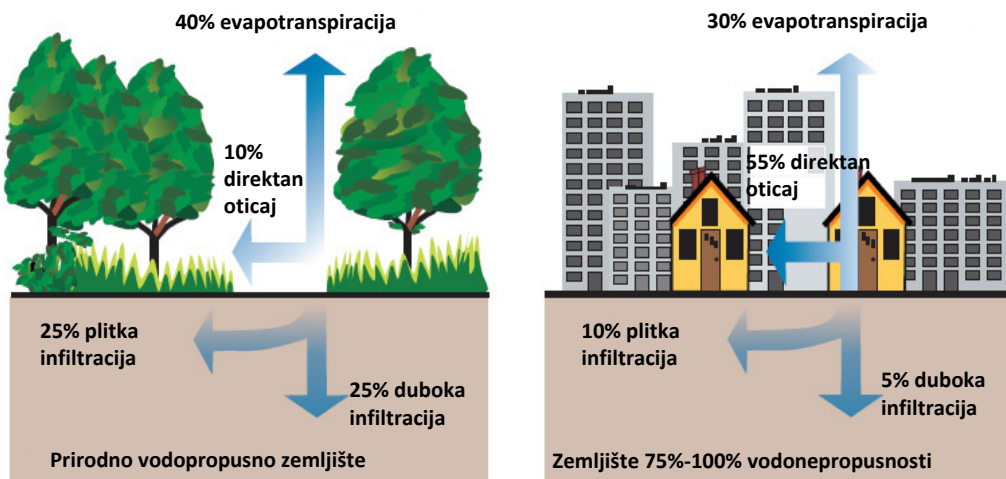 40% evapotranspiracija
10%
direktan
oticaj
25% plitka
infiltracija
25% duboka
infiltracija
Prirodno vodopropusno zemljište
30% evapotranspiracija
55% direktan
oticaj
10% plitka
infiltracija
5% duboka
infiltracija
Zemljište 75%-100% vodonepropusnosti